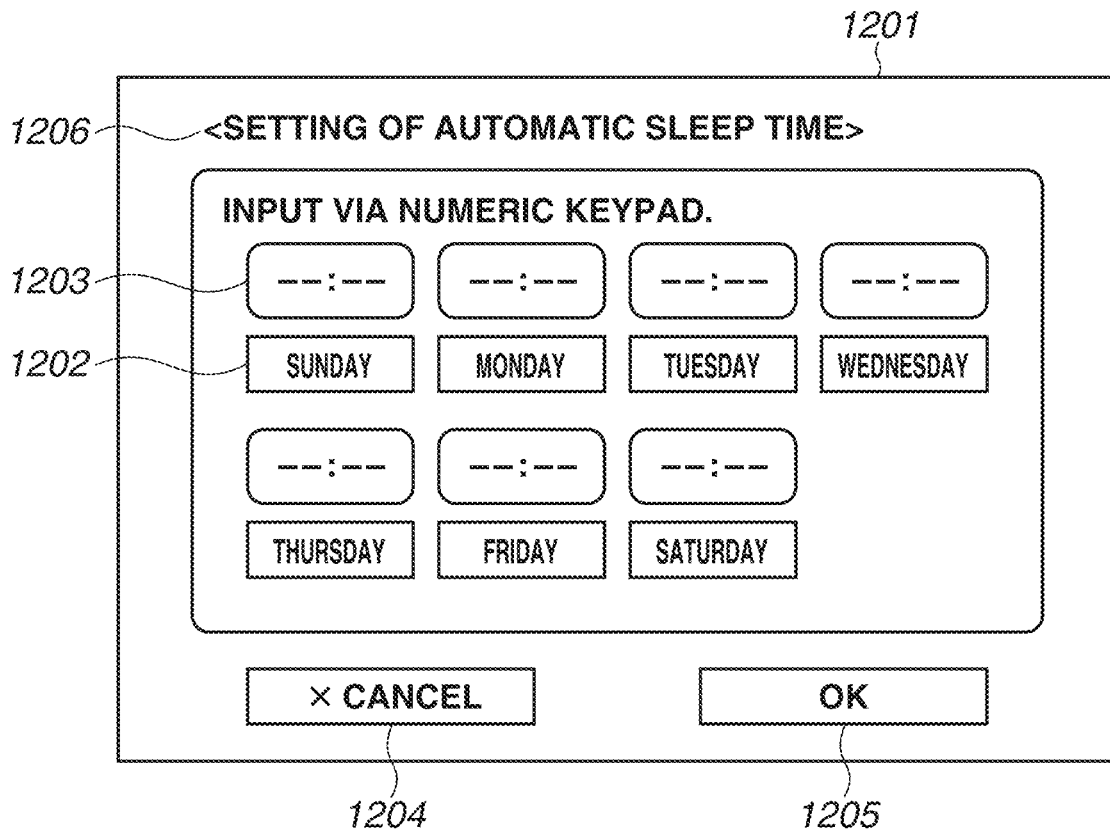 1201
1206 <SETTING OF AUTOMATIC SLEEP TIME>
INPUT VIA NUMERIC KEYPAD.
1203 --:-- --:-- --:-- --:--
1202 SUNDAY MONDAY TUESDAY WEDNESDAY
--:-- --:-- --:--
THURSDAY FRIDAY SATURDAY
× CANCEL OK
1204 1205